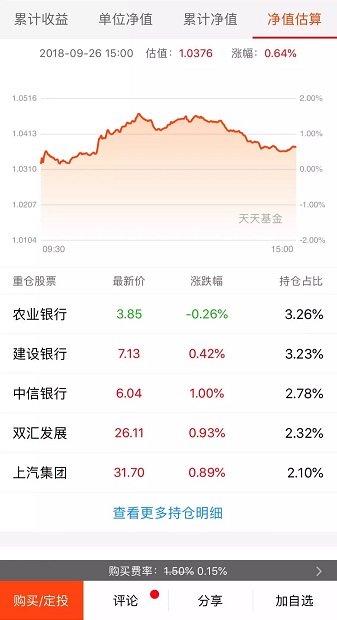 累计收益 单位净值 累计净值 净值估算
2018-09-26 15:00 估值：1.0376 涨幅：0.64%
1.0516 2.00%
1.0413 1.00%
1.0310 0.00%
1.0207 -1.00%
天天基金
1.0104 -2.00%
09:30 15:00
重仓股票 最新价 涨跌幅 持仓占比
农业银行 3.85 -0.26% 3.26%
建设银行 7.13 0.42% 3.23%
中信银行 6.04 1.00% 2.78%
双汇发展 26.11 0.93% 2.32%
上汽集团 31.70 0.89% 2.10%
查看更多持仓明细
购买费率：1.50% 0.15%
购买/定投 评论 分享 加自选